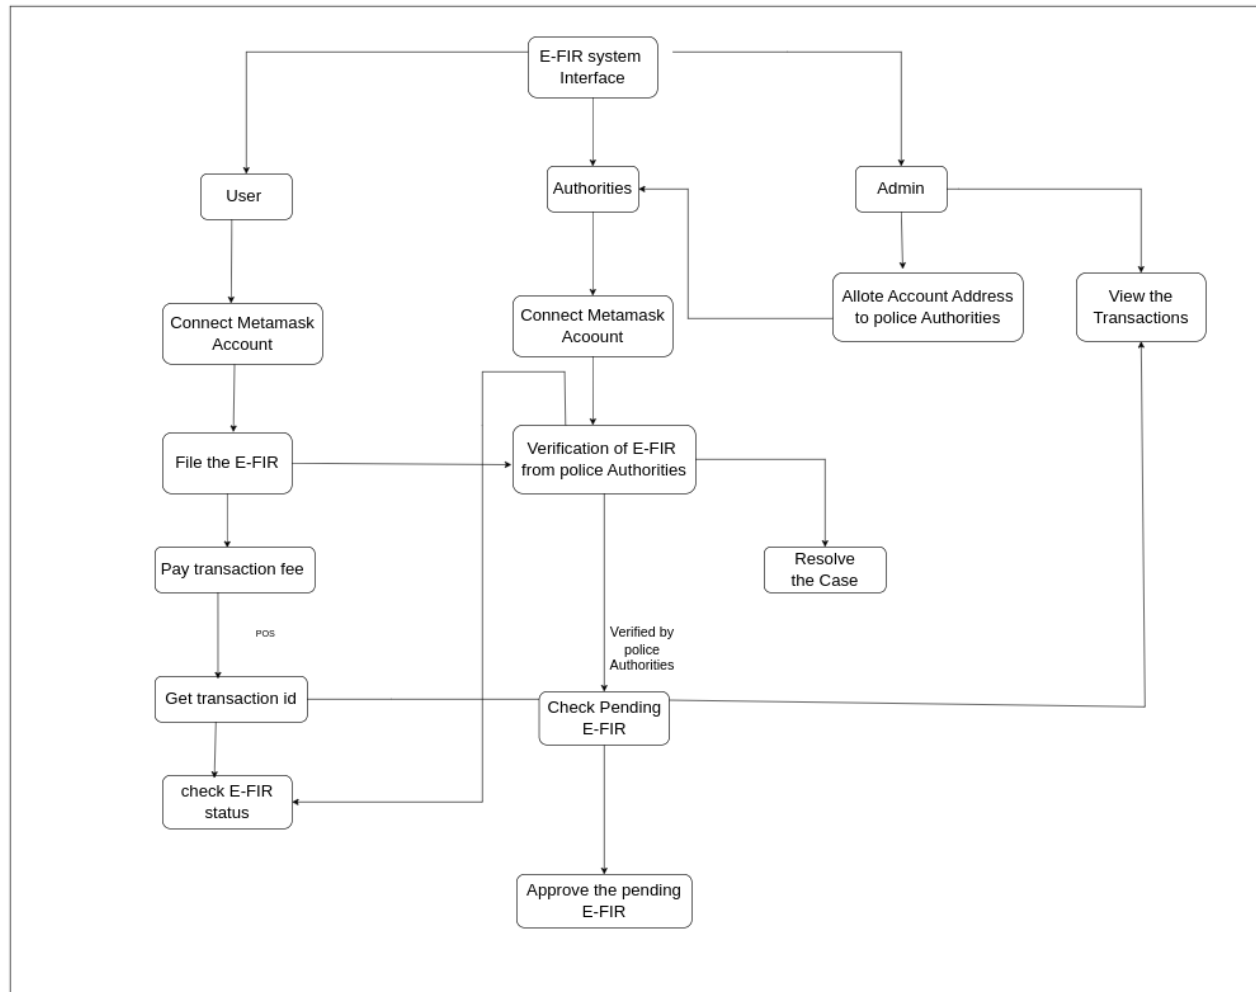 E-FIR system
Interface
User
Authorities
Admin
Connect Metamask
Account
Connect Metamask
Acoount
Allote Account Address
to police Authorities
View the
Transactions
File the E-FIR
Verification of E-FIR
from police Authorities
Pay transaction fee
Resolve
the Case
POS
Verified by
police
Authorities
Get transaction id
Check Pending
E-FIR
check E-FIR
status
Approve the pending
E-FIR